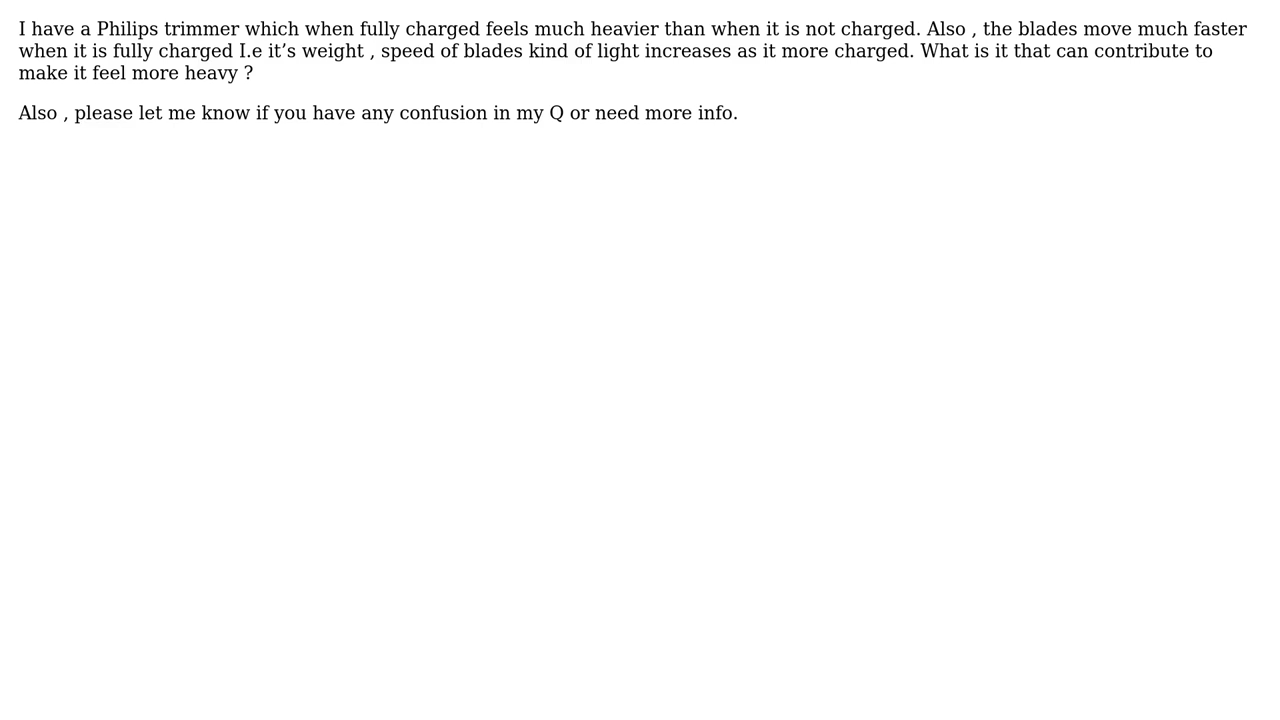 I have a Philips trimmer which when fully charged feels much heavier than when it is not charged. Also , the blades move much faster
when it is fully charged I.e it’s weight , speed of blades kind of light increases as it more charged. What is it that can contribute to
make it feel more heavy ?
Also , please let me know if you have any confusion in my Q or need more info.